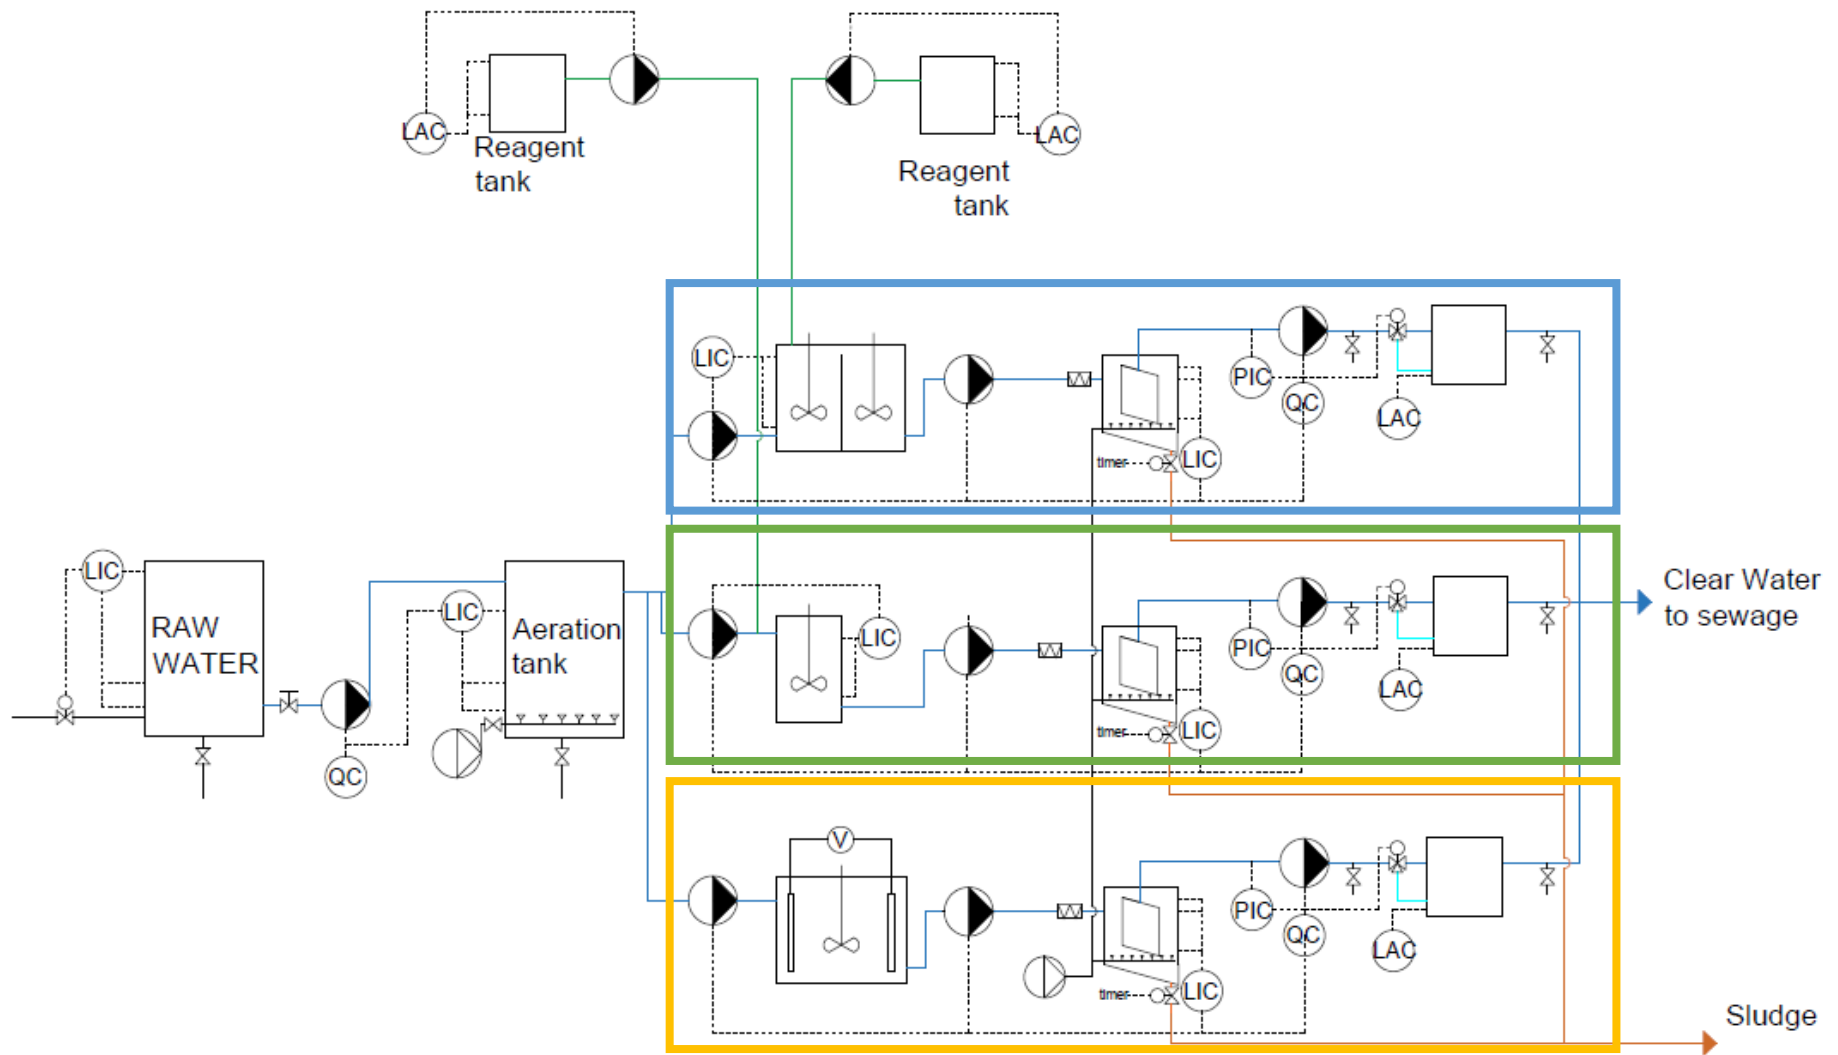 LAC
Reagent
tank
LAC
Reagent
tank
LIC
PIC
QC
LAC
timer
LIC
LIC
RAW
WATER
QC
LIC
Aeration
tank
LIC
PIC
QC
LAC
timer
LIC
Clear Water
to sewage
V
PIC
QC
LAC
timer
LIC
Sludge